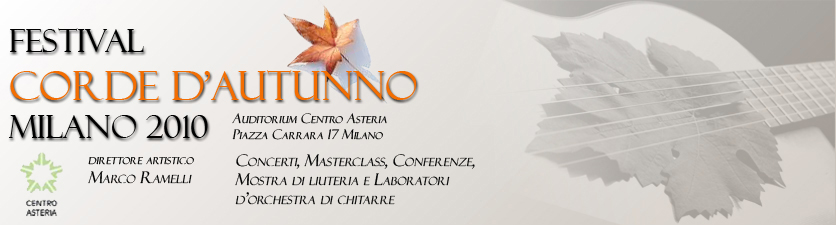 FESTIVAL
CORDE D'AUTUNNO
MILANO 2010
AUDITORIUM CENTRO ASTERIA
PIAZZA CARRARA 17 MILANO
DIRETTORE ARTISTICO
MARCO RAMELLI
CONCERTI, MASTERCLASS, CONFERENZE,
MOSTRA DI LIUTERIA E LABORATORI
D'ORCHESTRA DI CHITARRE
CENTRO
ASTERIA